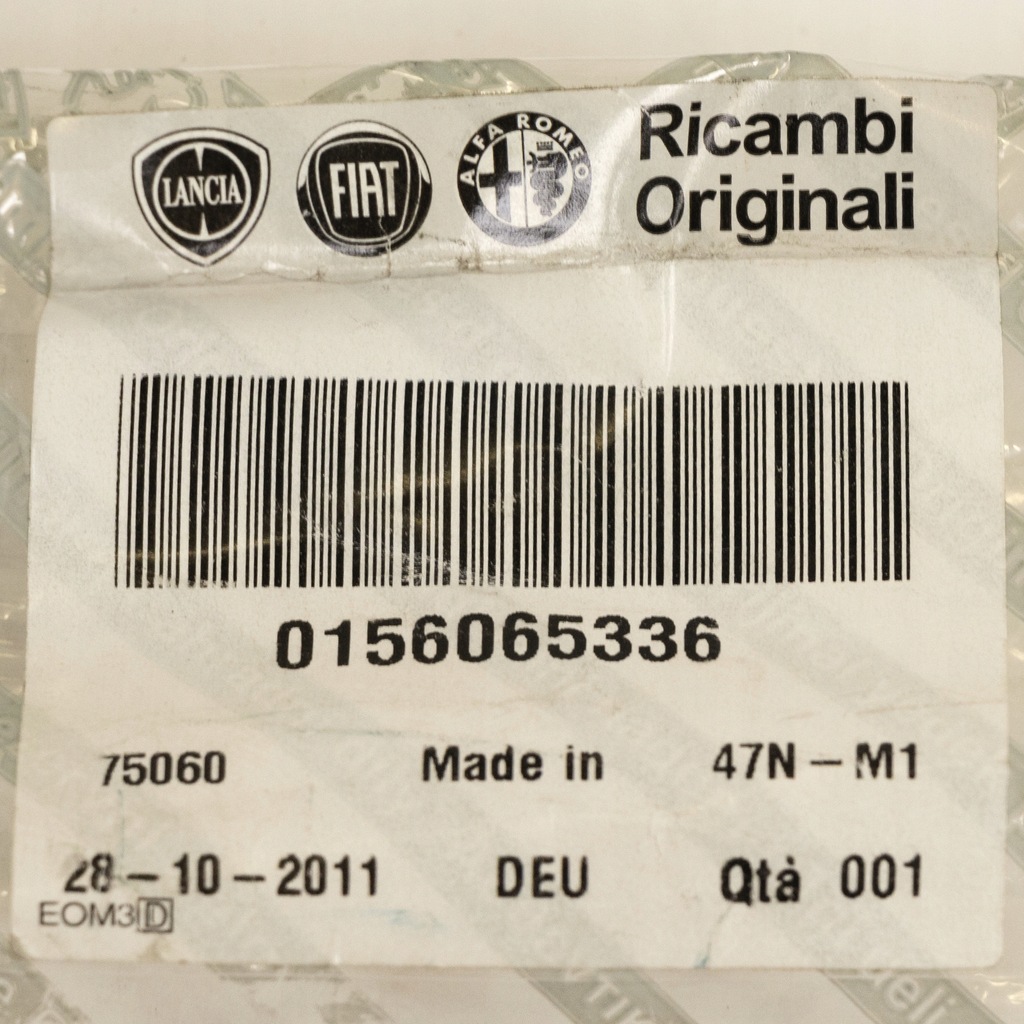 LANCIA
FIAT
ALFA ROMEO
Ricambi
Originali
0156065336
75060 Made in 47N-M1
28-10-2011 DEU Qtà 001
EOM3D